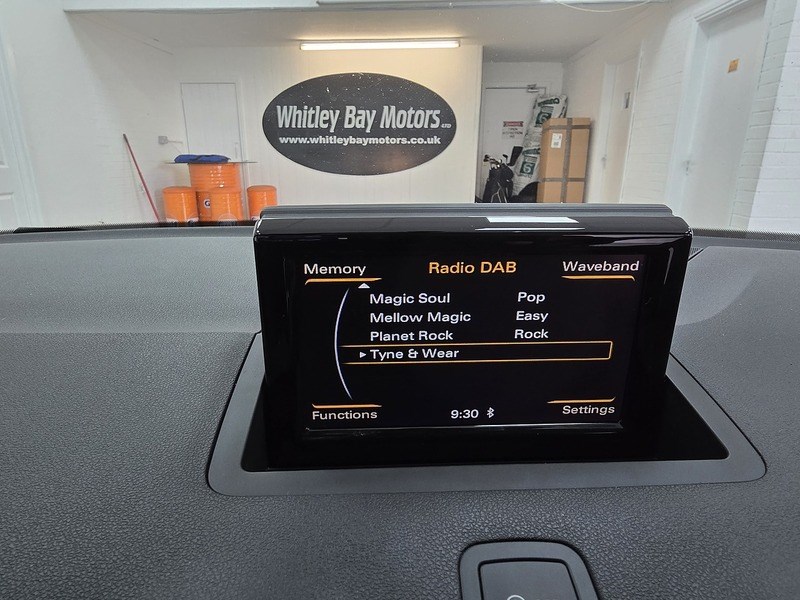 Whitley Bay Motors LTD
www.whitleybaymotors.co.uk
Memory Radio DAB Waveband
Magic Soul Pop
Mellow Magic Easy
Planet Rock Rock
Tyne & Wear
Functions 9:30 Settings